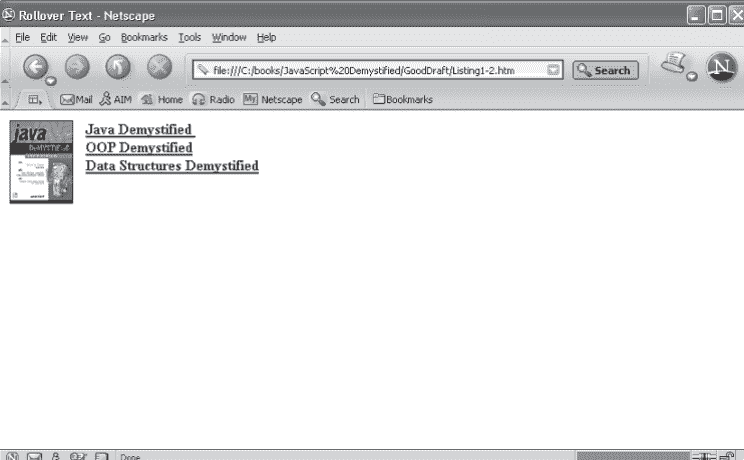 Rollover Text - Netscape
File Edit View Go Bookmarks Tools Window Help
file:///C:/books/JavaScript%20Demystified/GoodDraft/Listing1-2.htm Search
Mail AIM Home Radio My Netscape Search Bookmarks
java
DeMYSTiFieD
Java Demystified
OOP Demystified
Data Structures Demystified
Done